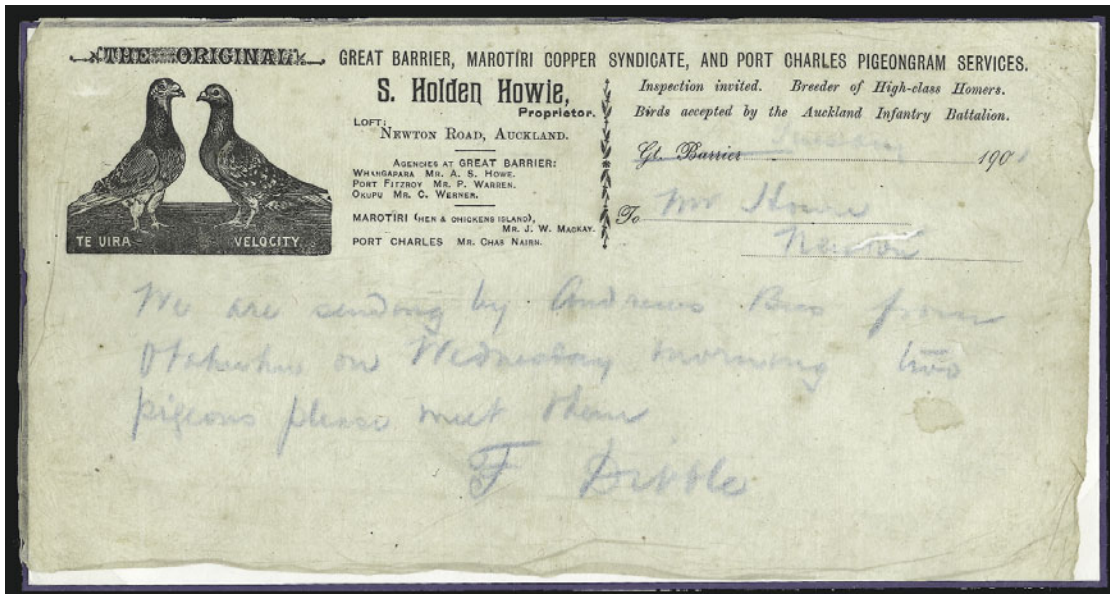 THE ORIGINAL
GREAT BARRIER, MAROTIRI COPPER SYNDICATE, AND PORT CHARLES PIGEONGRAM SERVICES.
S. Holden Howie,
Proprietor.
LOFT:
NEWTON ROAD, AUCKLAND.
AGENCIES AT GREAT BARRIER:
WHANGAPARA MR. A. S. HOWE.
PORT FITZROY MR. P. WARREN.
OKUPU MR. C. WERNER.
MAROTIRI (HEN & CHICKENS ISLAND),
MR. J. W. MACKAY.
PORT CHARLES MR. CHAS NAIRN.
TE UIRA VELOCITY
Inspection invited. Breeder of High-class Homers.
Birds accepted by the Auckland Infantry Battalion.
Gt. Barrier 1901
To Mr Howie
Newton
We are sending by Andrews Bus from
Otahuhu on Wednesday morning two
pigeons please meet them
F Dibble